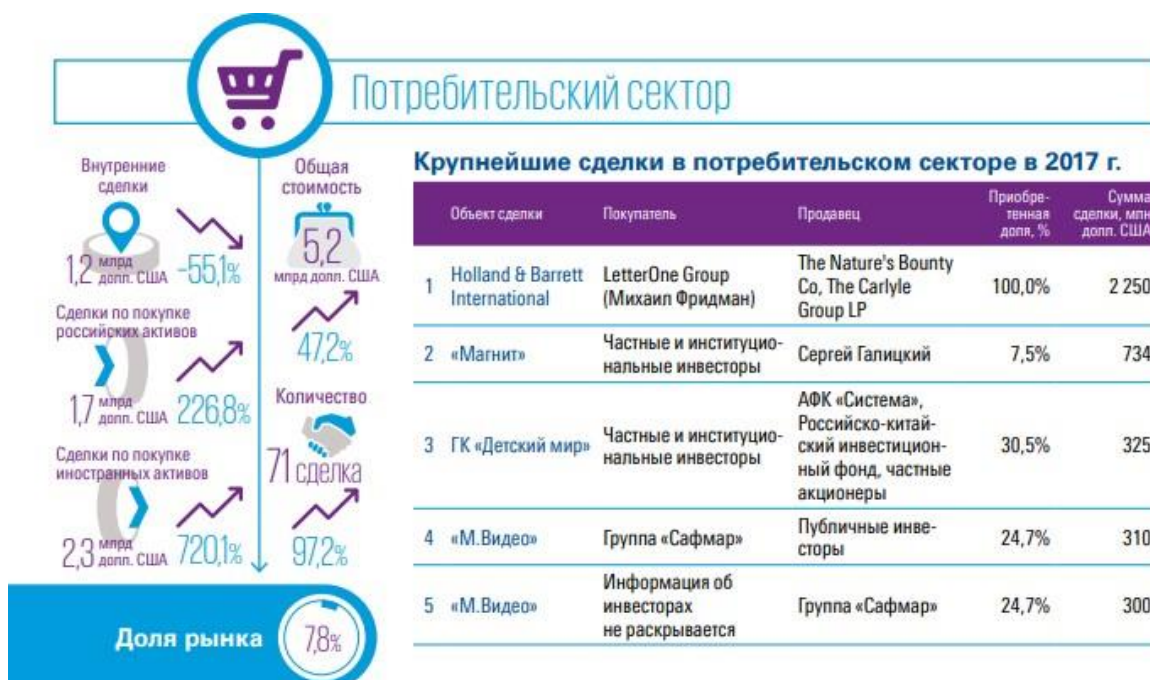 Потребительский сектор
Внутренние
сделки
1,2 млрд долл. США
-55,1%
Сделки по покупке
российских активов
1,7 млрд долл. США
226,8%
Сделки по покупке
иностранных активов
2,3 млрд долл. США
720,1%
Общая
стоимость
5,2
млрд долл. США
47,2%
Количество
71 сделка
97,2%
Доля рынка
7,8%
Крупнейшие сделки в потребительском секторе в 2017 г.
Объект сделки Покупатель Продавец Приобре-
тенная
доля, % Сумма
сделки, млн
долл. США
1 Holland & Barrett
International
LetterOne Group
(Михаил Фридман)
The Nature's Bounty
Co, The Carlyle
Group LP
100,0% 2 250
2 «Магнит»
Частные и институцио-
нальные инвесторы
Сергей Галицкий
7,5% 734
3 ГК «Детский мир»
Частные и институцио-
нальные инвесторы
АФК «Система»,
Российско-китай-
ский инвестицион-
ный фонд, частные
акционеры
30,5% 325
4 «М.Видео»
Группа «Сафмар»
Публичные инве-
сторы
24,7% 310
5 «М.Видео»
Информация об
инвесторах
не раскрывается
Группа «Сафмар»
24,7% 300